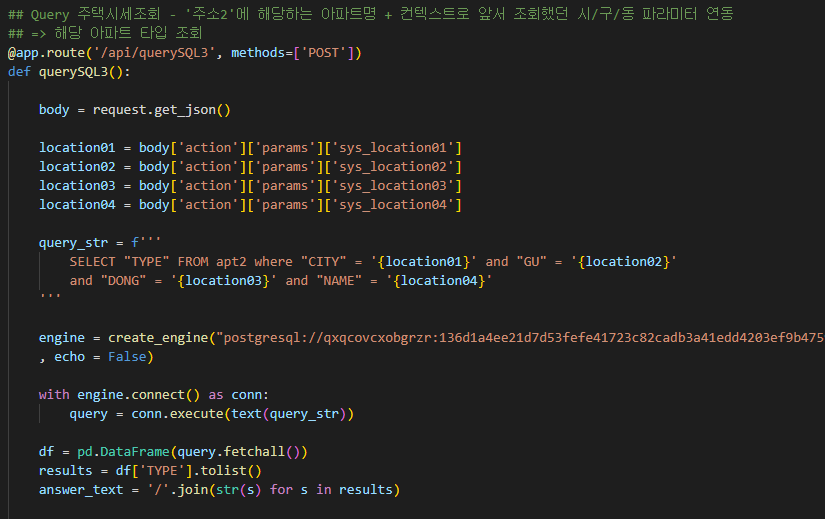 ## Query 주택시세조회 - '주소2'에 해당하는 아파트명 + 컨텍스트로 앞서 조회했던 시/구/동 파라미터 연동
## => 해당 아파트 타입 조회
@app.route('/api/querySQL3', methods=['POST'])
def querySQL3():
body = request.get_json()
location01 = body['action']['params']['sys_location01']
location02 = body['action']['params']['sys_location02']
location03 = body['action']['params']['sys_location03']
location04 = body['action']['params']['sys_location04']
query_str = f'''
SELECT "TYPE" FROM apt2 where "CITY" = '{location01}' and "GU" = '{location02}'
and "DONG" = '{location03}' and "NAME" = '{location04}'
'''
engine = create_engine("postgresql://qxqcovcxobgrzr:136d1a4ee21d7d53fefe41723c82cadb3a41edd4203ef9b475
, echo = False)
with engine.connect() as conn:
query = conn.execute(text(query_str))
df = pd.DataFrame(query.fetchall())
results = df['TYPE'].tolist()
answer_text = '/'.join(str(s) for s in results)